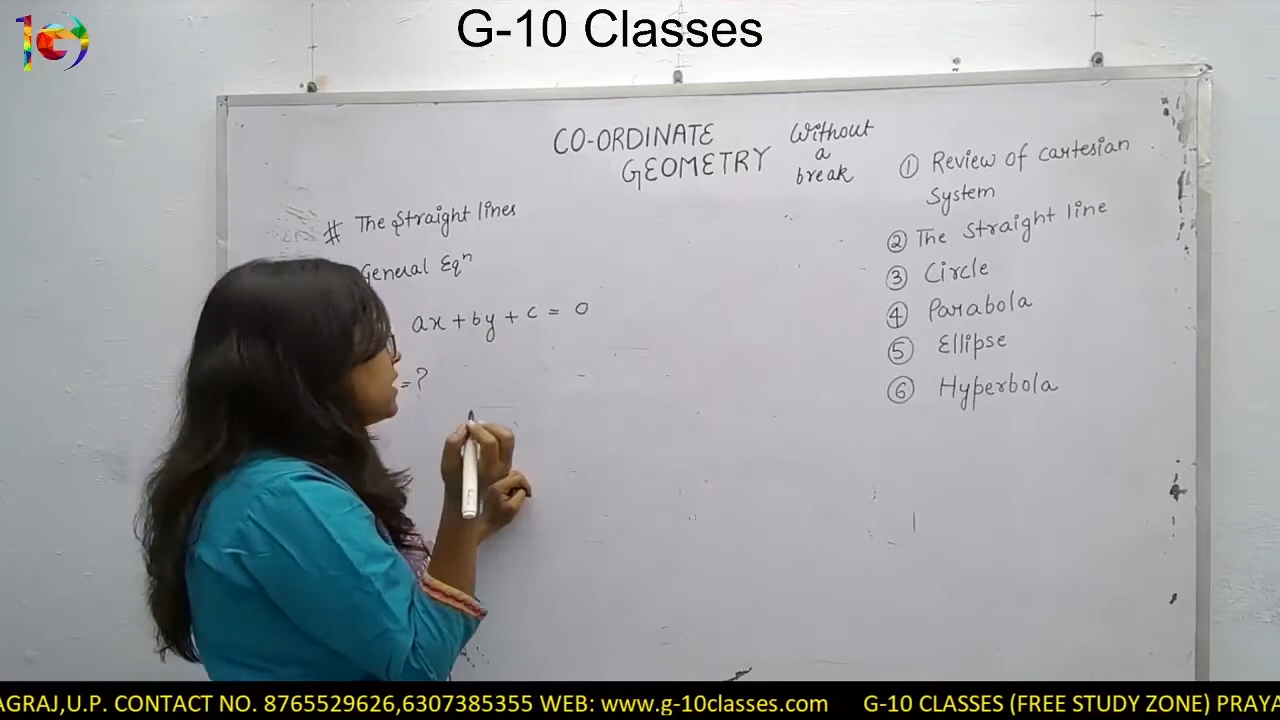 G-10 Classes
CO-ORDINATE
GEOMETRY
Without
a
break
# The Straight lines
General Eqn
ax + by + c = 0
= ?
① Review of cartesian
System
② The Straight line
③ Circle
④ Parabola
⑤ Ellipse
⑥ Hyperbola
AGRAJ,U.P. CONTACT NO. 8765529626,6307385355 WEB: www.g-10classes.com G-10 CLASSES (FREE STUDY ZONE) PRAYA